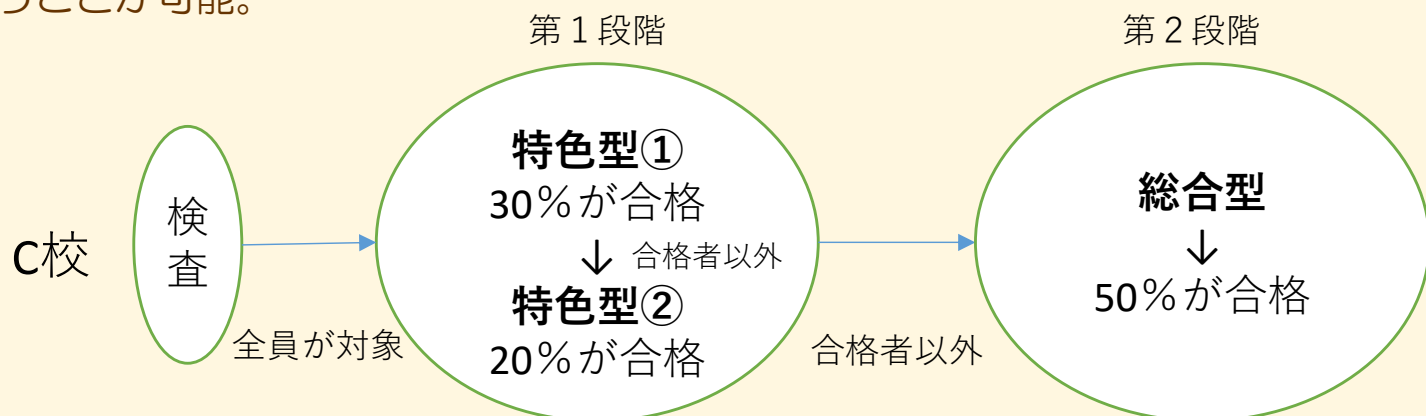 うことが可能。
第１段階
第２段階
C校
検査
全員が対象
特色型①
30％が合格
↓ 合格者以外
特色型②
20％が合格
合格者以外
総合型
↓
50％が合格